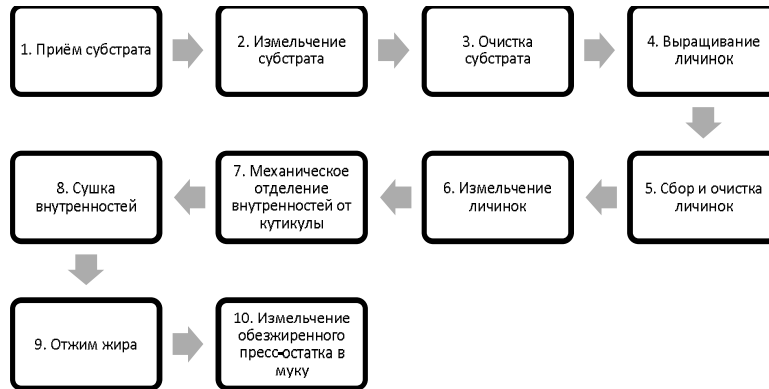 1. Приём субстрата
2. Измельчение
субстрата
3. Очистка
субстрата
4. Выращивание
личинок
5. Сбор и очистка
личинок
6. Измельчение
личинок
7. Механическое
отделение
внутренностей от
кутикулы
8. Сушка
внутренностей
9. Отжим жира
10. Измельчение
обезжиренного
пресс-остатка в
муку